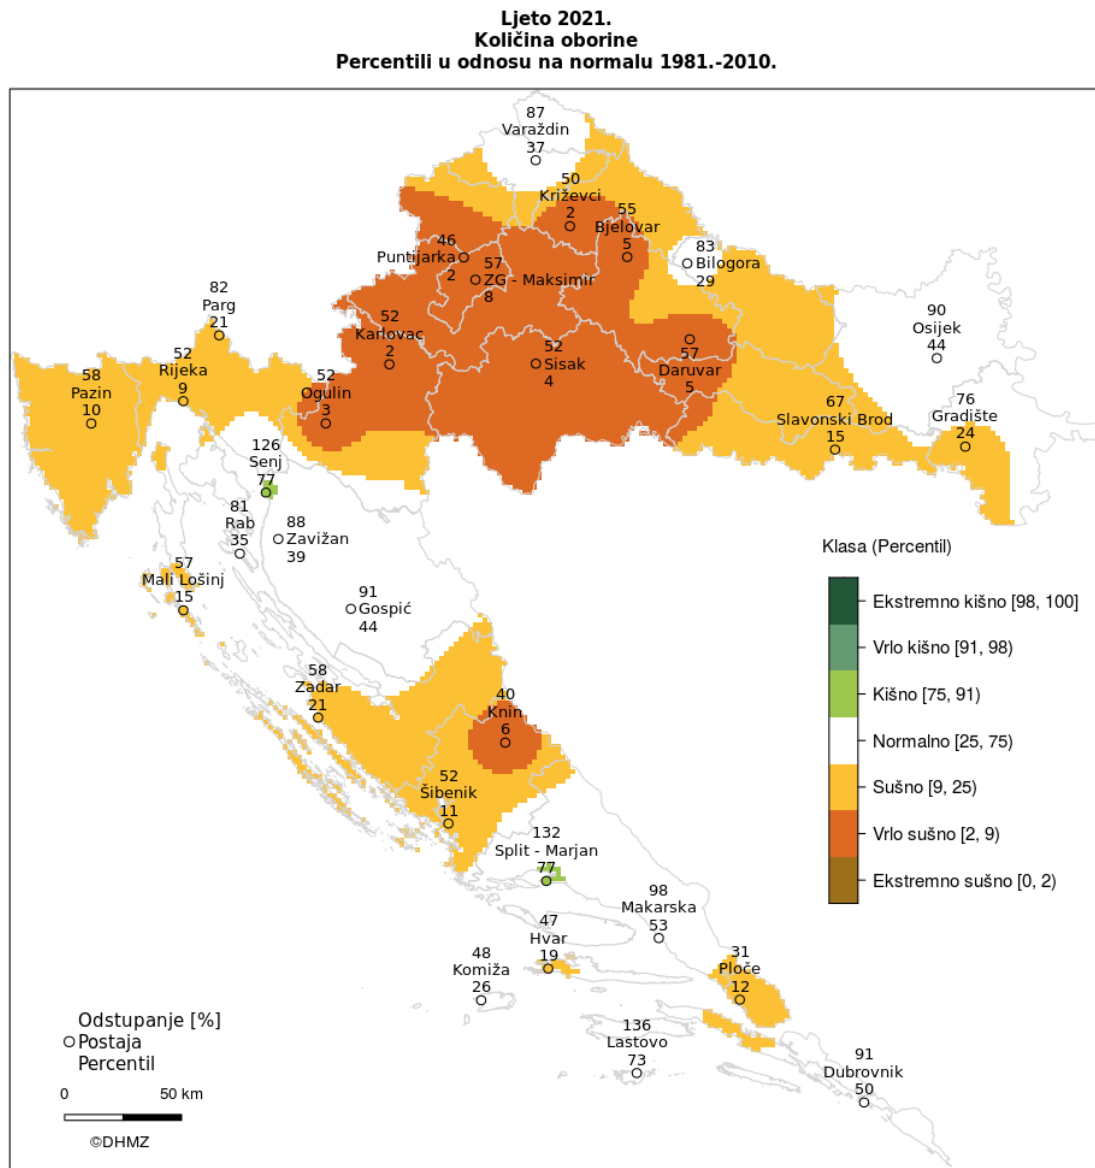 Ljeto 2021.
Količina oborine
Percentili u odnosu na normalu 1981.-2010.
87
Varaždin
37
50
Križevci
2
55
Bjelovar
5
46
Puntijarka
2
57
ZG - Maksimir
8
83
Bilogora
29
82
Parg
21
90
Osijek
44
52
Karlovac
2
52
Sisak
4
57
Daruvar
5
52
Rijeka
9
58
Pazin
10
52
Ogulin
3
67
Slavonski Brod
15
76
Gradište
24
126
Senj
77
81
Rab
35
88
Zavižan
39
57
Mali Lošinj
15
91
Gospić
44
58
Zadar
21
40
Knin
6
52
Šibenik
11
132
Split - Marjan
77
98
Makarska
53
47
Hvar
19
48
Komiža
26
31
Ploče
12
136
Lastovo
73
91
Dubrovnik
50
Klasa (Percentil)
Ekstremno kišno [98, 100]
Vrlo kišno [91, 98)
Kišno [75, 91)
Normalno [25, 75)
Sušno [9, 25)
Vrlo sušno [2, 9)
Ekstremno sušno [0, 2)
Odstupanje [%]
Postaja
Percentil
0 50 km
©DHMZ